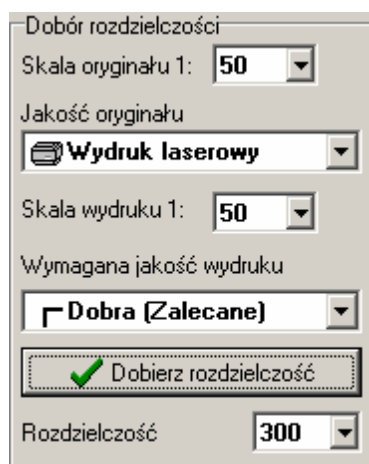 Dobór rozdzielczości
Skala oryginału 1: 50
Jakość oryginału
Wydruk laserowy
Skala wydruku 1: 50
Wymagana jakość wydruku
Dobra (Zalecane)
Dobierz rozdzielczość
Rozdzielczość 300